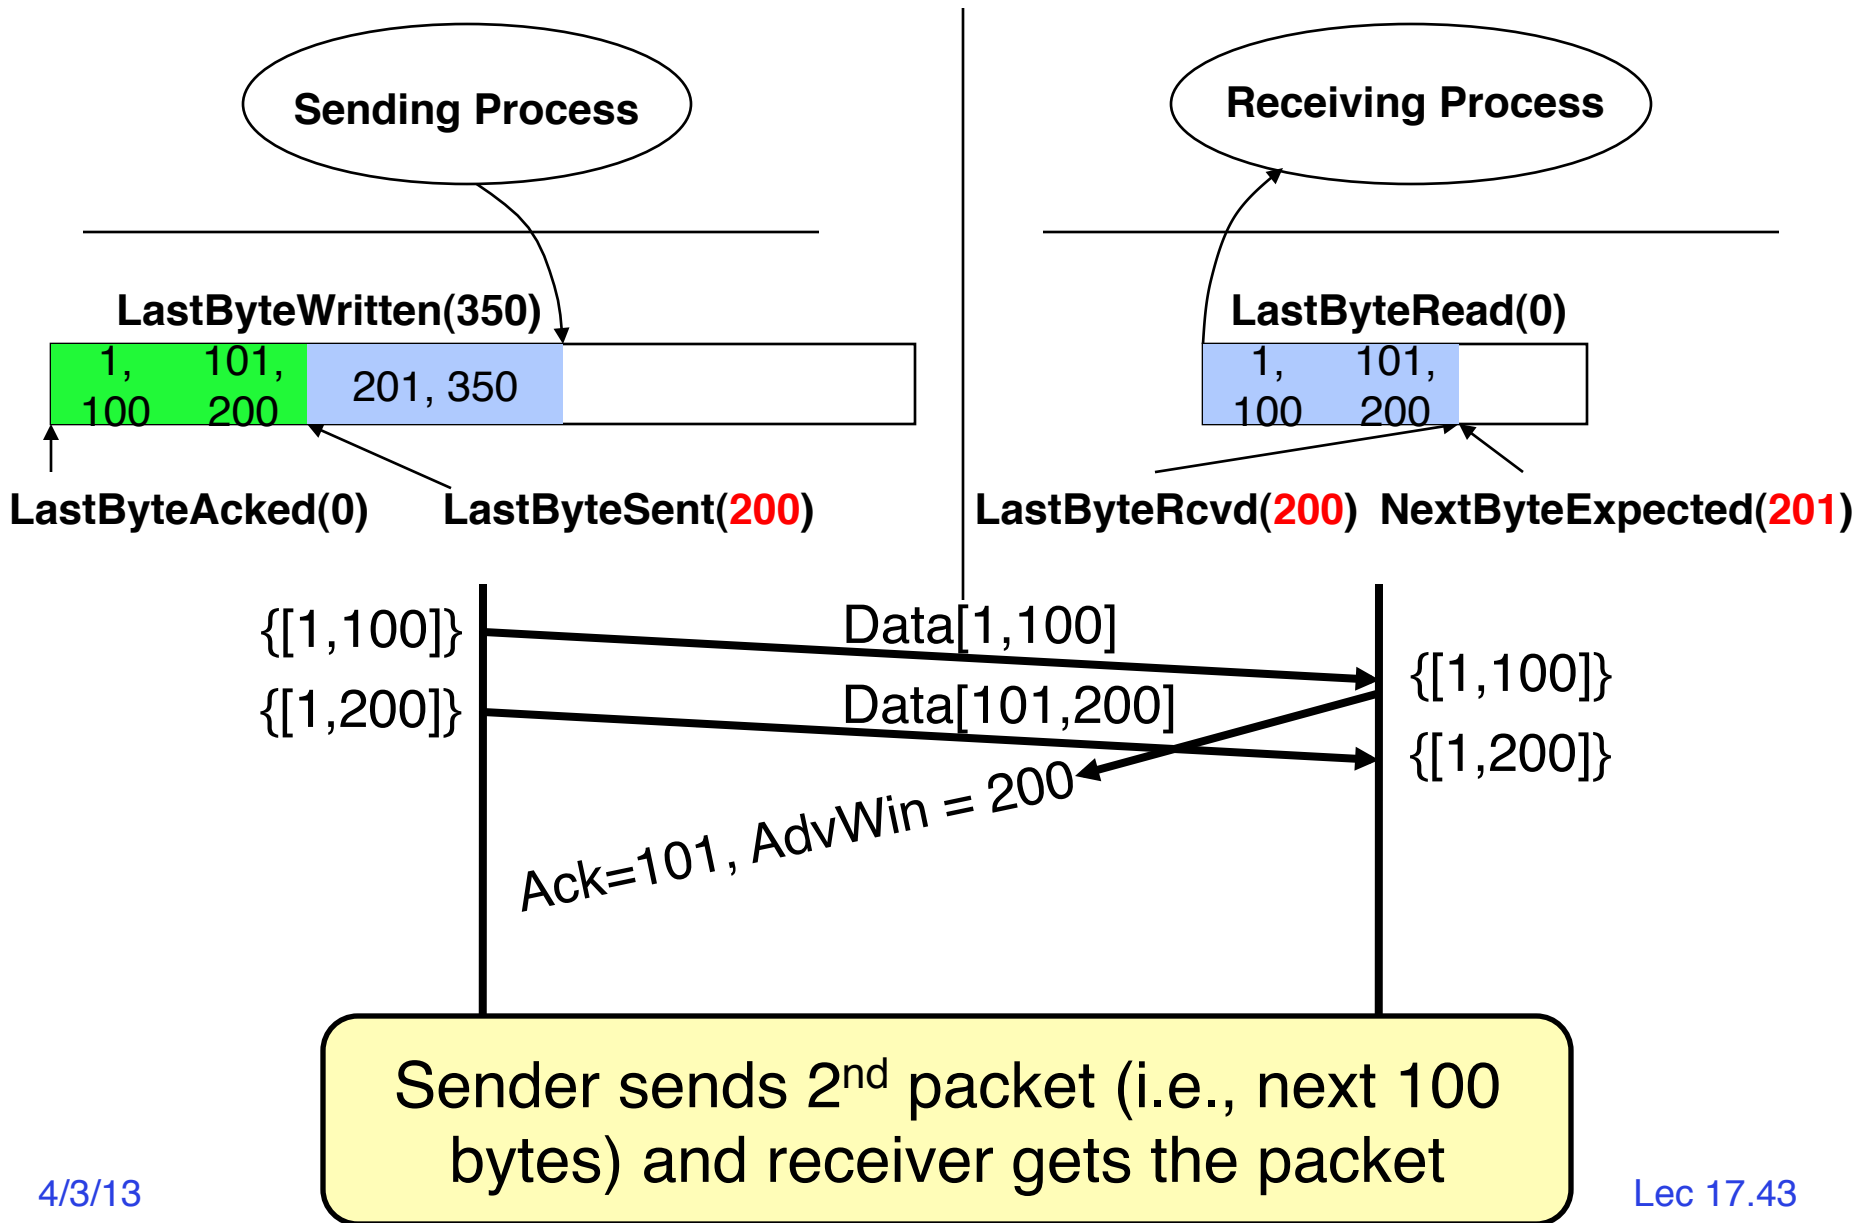 Sending Process
Receiving Process
LastByteWritten(350)
LastByteRead(0)
1,
100
101,
200
201, 350
1,
100
101,
200
LastByteAcked(0)
LastByteSent(200)
LastByteRcvd(200)
NextByteExpected(201)
{[1,100]}
Data[1,100]
{[1,100]}
{[1,200]}
Data[101,200]
{[1,200]}
Ack=101, AdvWin = 200
Sender sends 2nd packet (i.e., next 100
bytes) and receiver gets the packet
4/3/13
Lec 17.43